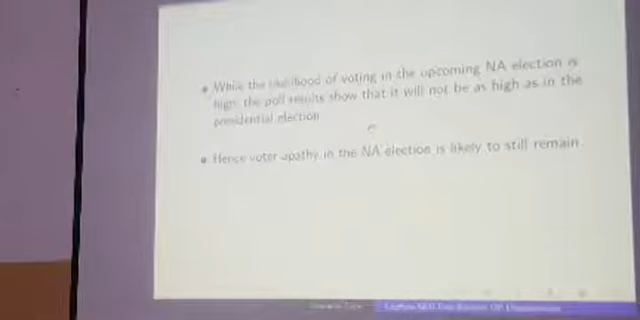 While the likelihood of voting in the upcoming NA election is
high, the poll results show that it will not be as high as in the
presidential election
Hence voter apathy in the NA election is likely to still remain